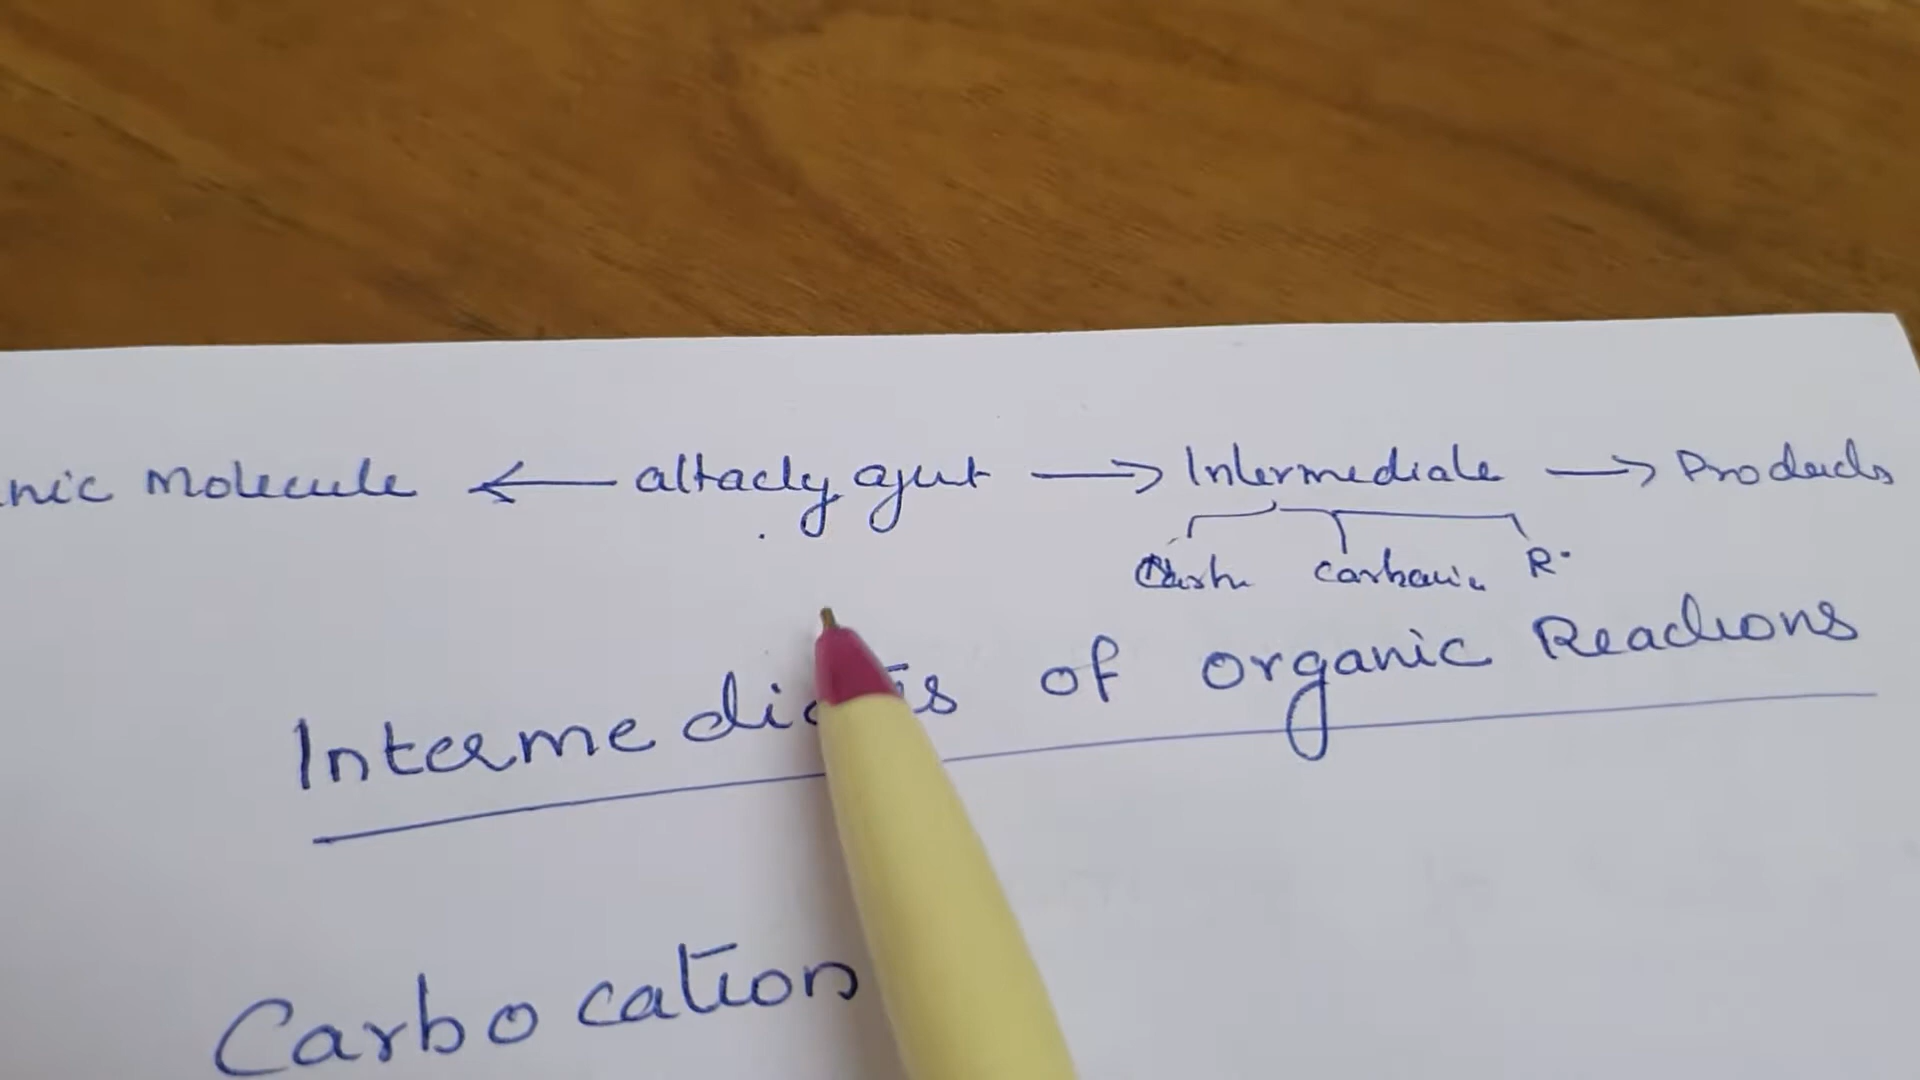 nic Molecule ← attacking agent → Intermediate → Products
carbanion R·
Intermediates of organic Reactions
Carbocation